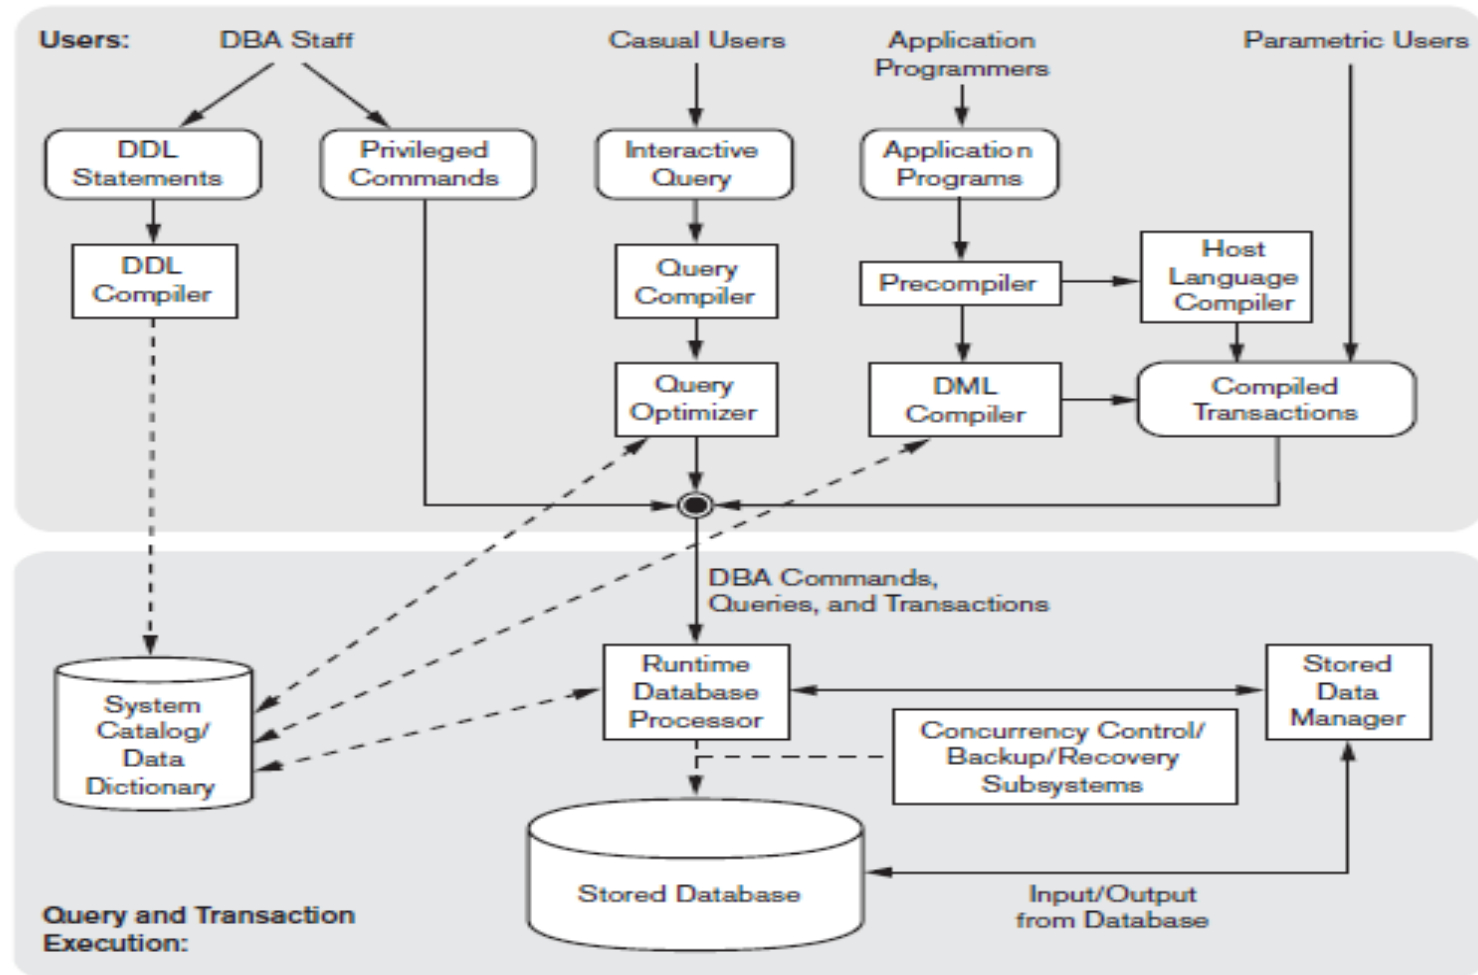 Users:
DBA Staff
Casual Users
Application
Programmers
Parametric Users
DDL
Statements
Privileged
Commands
Interactive
Query
Application
Programs
DDL
Compiler
Query
Compiler
Precompiler
Host
Language
Compiler
Query
Optimizer
DML
Compiler
Compiled
Transactions
DBA Commands,
Queries, and Transactions
System
Catalog/
Data
Dictionary
Runtime
Database
Processor
Stored
Data
Manager
Concurrency Control/
Backup/Recovery
Subsystems
Stored Database
Input/Output
from Database
Query and Transaction
Execution: